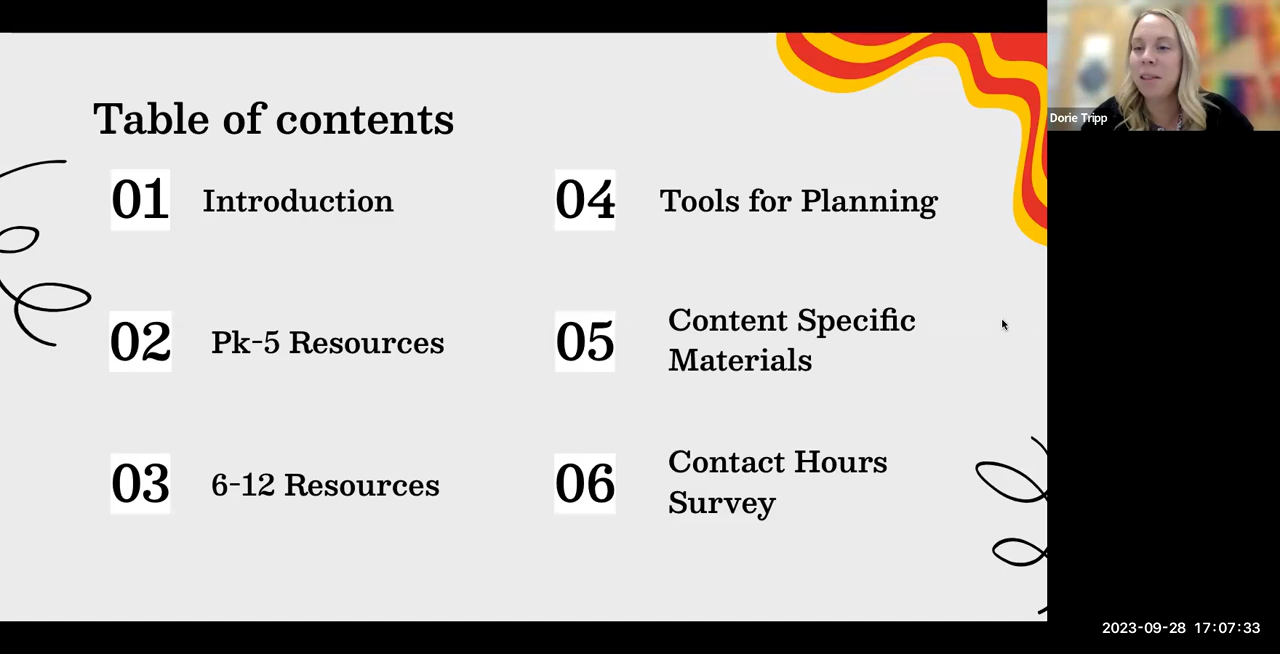 Table of contents
01 Introduction
02 Pk-5 Resources
03 6-12 Resources
04 Tools for Planning
05 Content Specific
Materials
06 Contact Hours
Survey
Dorie Tripp
2023-09-28 17:07:33